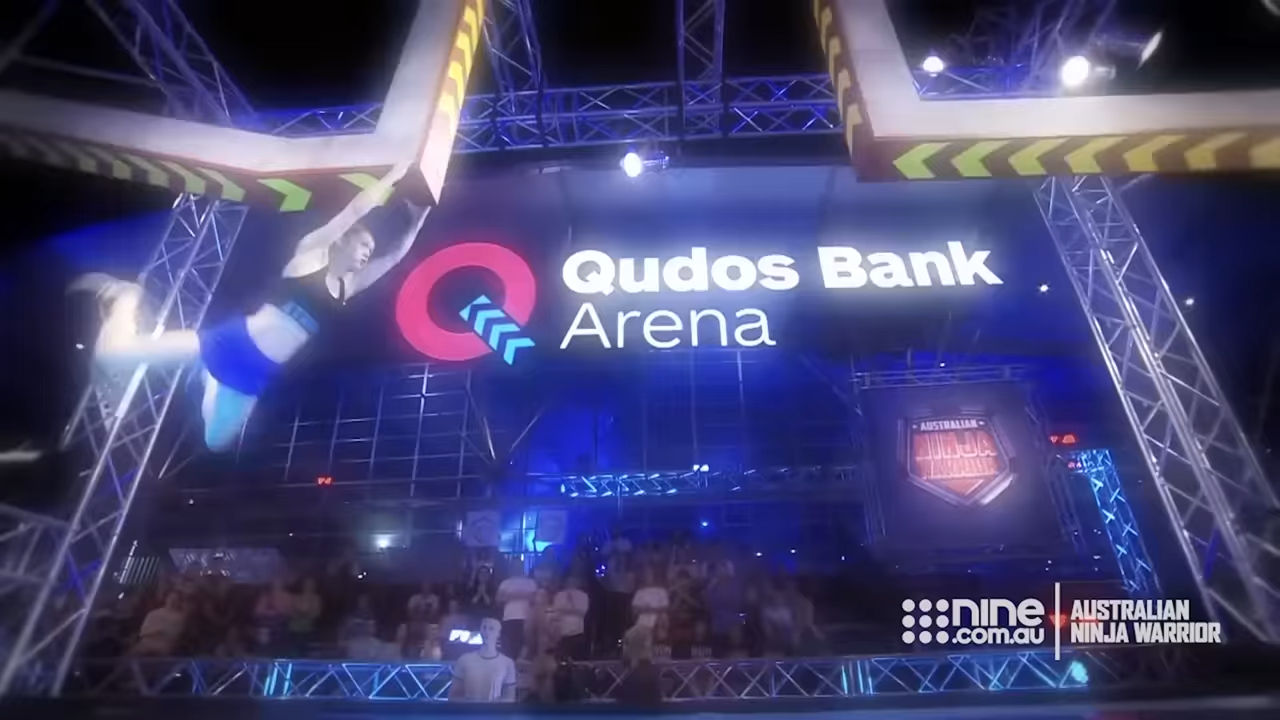 Qudos Bank
Arena
AUSTRALIAN
NINJA
WARRIOR
nine
.com.au
AUSTRALIAN
NINJA WARRIOR